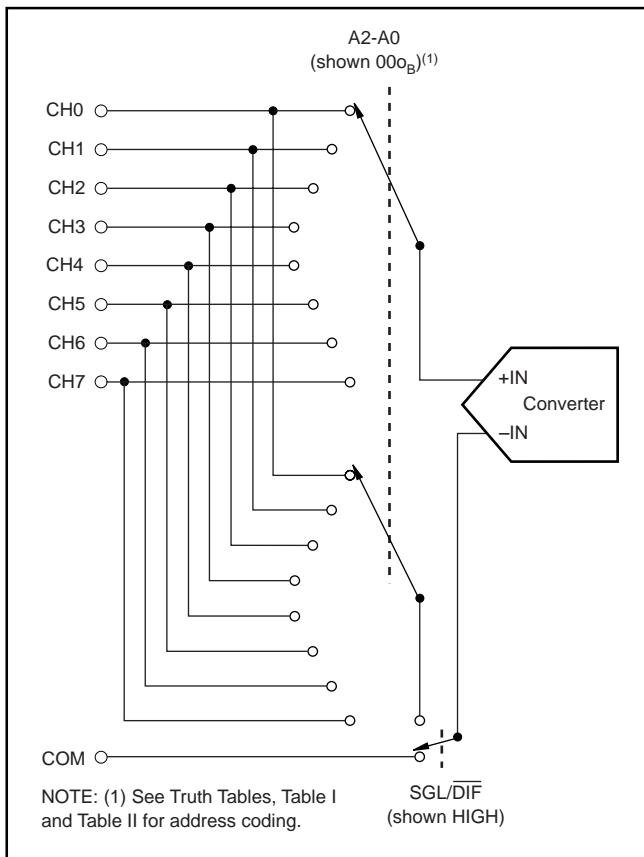 A2-A0
(shown 00oB)(1)
CH0
CH1
CH2
CH3
CH4
CH5
CH6
CH7
+IN
Converter
–IN
COM
SGL/DIF
(shown HIGH)
NOTE: (1) See Truth Tables, Table I
and Table II for address coding.